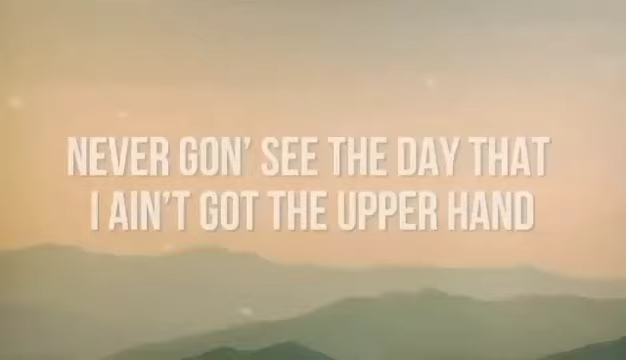 NEVER GON' SEE THE DAY THAT
I AIN'T GOT THE UPPER HAND